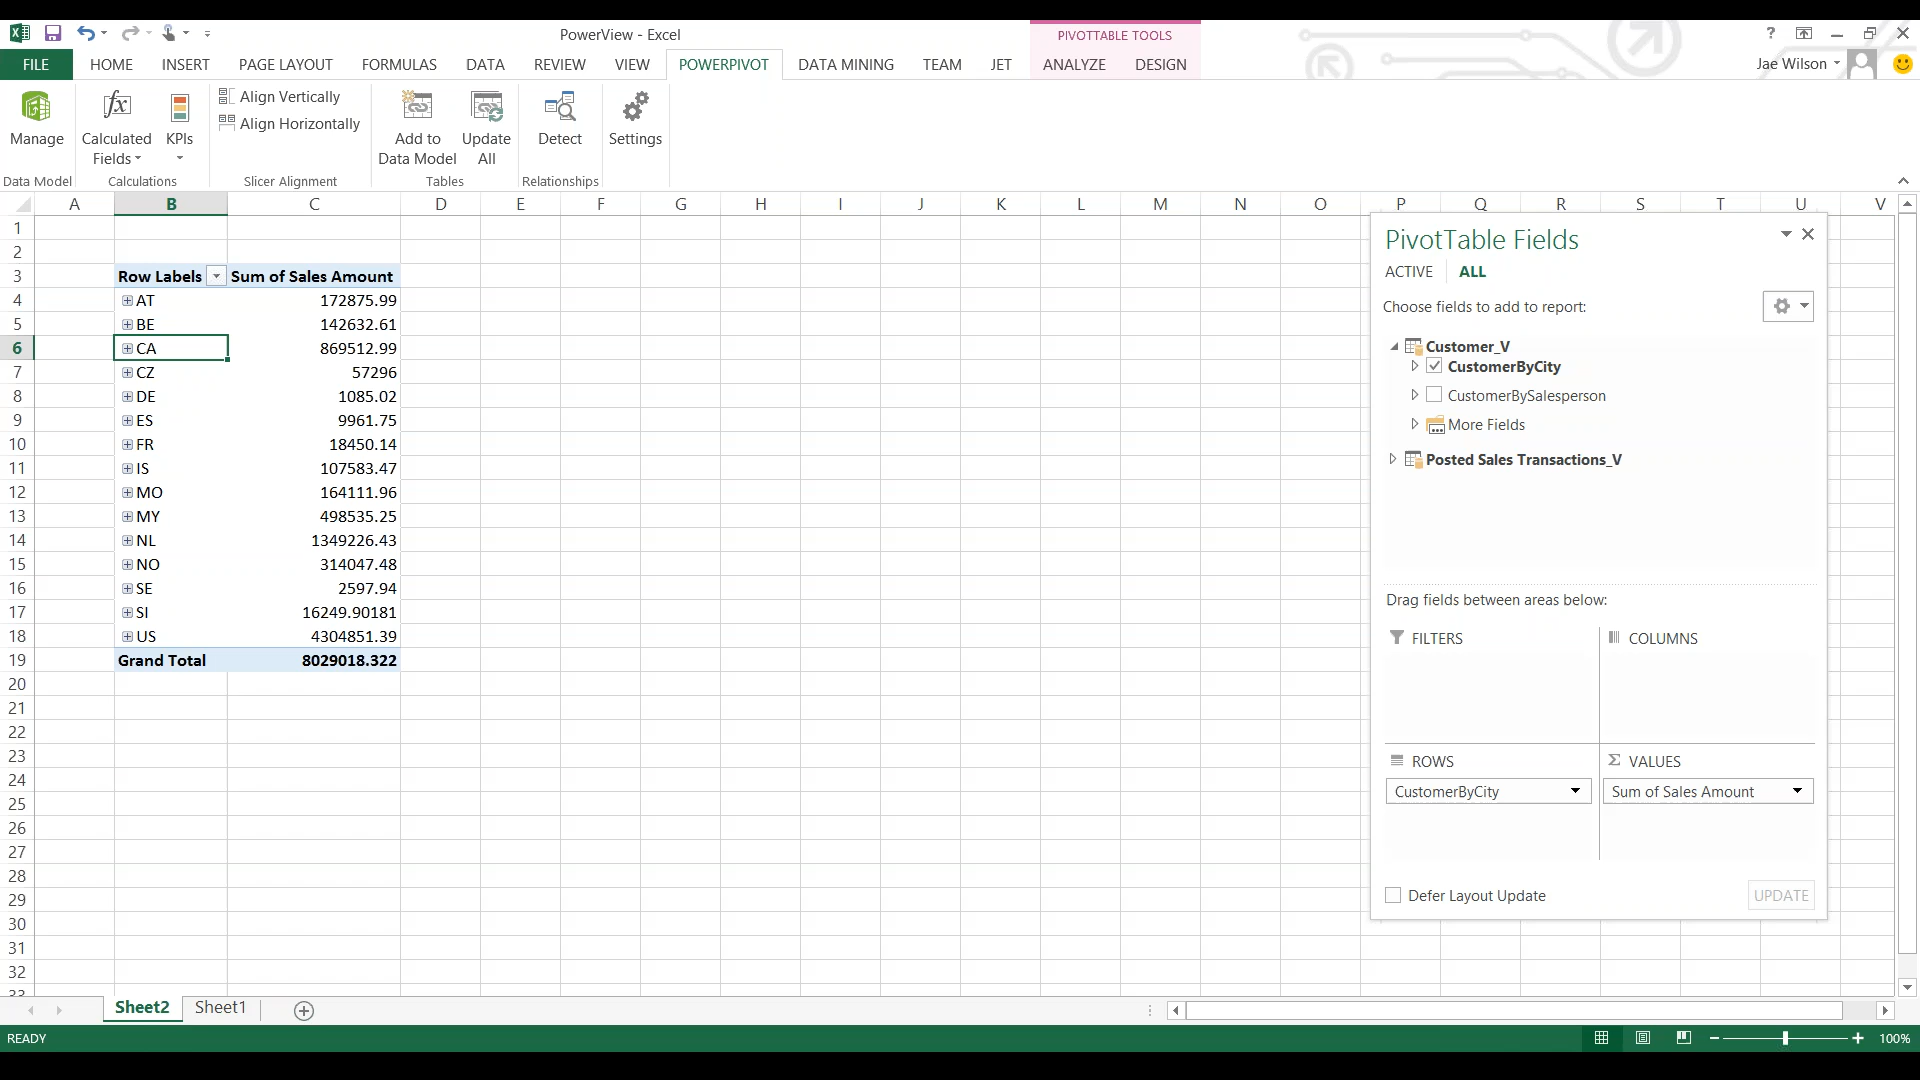 PowerView - Excel
PIVOTTABLE TOOLS
?
FILE HOME INSERT PAGE LAYOUT FORMULAS DATA REVIEW VIEW POWERPIVOT DATA MINING TEAM JET ANALYZE DESIGN
Jae Wilson
Manage
Calculated Fields
KPIs
Align Vertically
Align Horizontally
Add to Data Model
Update All
Detect
Settings
Data Model Calculations Slicer Alignment Tables Relationships
A B C D E F G H I J K L M N O P Q R S T U V
1
2
3 Row Labels Sum of Sales Amount
4 AT 172875.99
5 BE 142632.61
6 CA 869512.99
7 CZ 57296
8 DE 1085.02
9 ES 9961.75
10 FR 18450.14
11 IS 107583.47
12 MO 164111.96
13 MY 498535.25
14 NL 1349226.43
15 NO 314047.48
16 SE 2597.94
17 SI 16249.90181
18 US 4304851.39
19 Grand Total 8029018.322
20
21
22
23
24
25
26
27
28
29
30
31
32
33
PivotTable Fields
ACTIVE ALL
Choose fields to add to report:
Customer_V
CustomerByCity
CustomerBySalesperson
More Fields
Posted Sales Transactions_V
Drag fields between areas below:
FILTERS COLUMNS
ROWS Σ VALUES
CustomerByCity Sum of Sales Amount
Defer Layout Update UPDATE
Sheet2 Sheet1
READY
100%